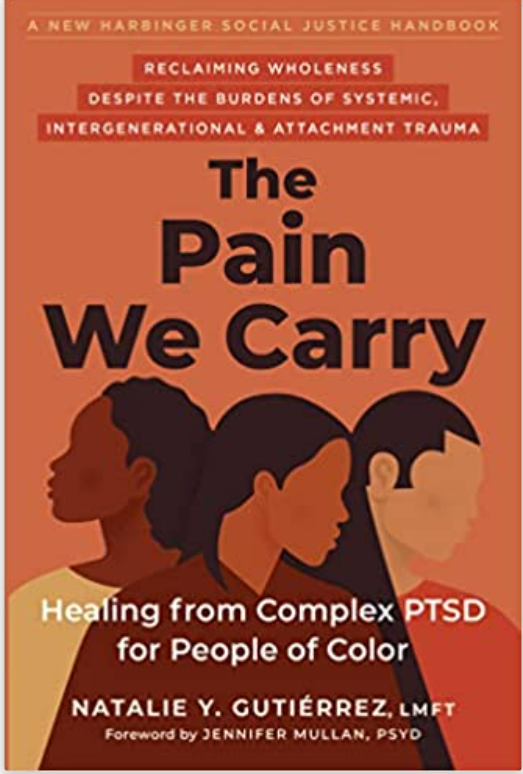 A NEW HARBINGER SOCIAL JUSTICE HANDBOOK
RECLAIMING WHOLENESS
DESPITE THE BURDENS OF SYSTEMIC,
INTERGENERATIONAL & ATTACHMENT TRAUMA
The
Pain
We Carry
Healing from Complex PTSD
for People of Color
NATALIE Y. GUTIÉRREZ, LMFT
Foreword by JENNIFER MULLAN, PSYD